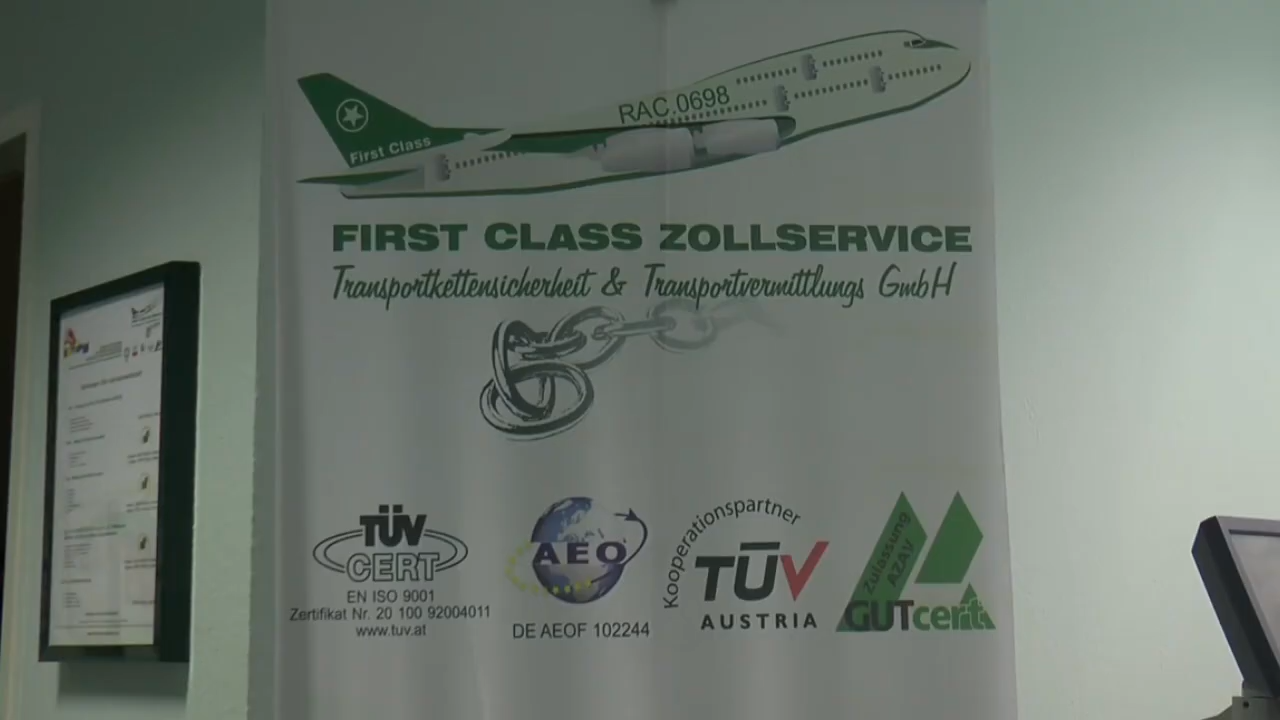 RAC.0698
First Class
FIRST CLASS ZOLLSERVICE
Transportkettensicherheit & Transportvermittlungs GmbH
TÜV
CERT
EN ISO 9001
Zertifikat Nr. 20 100 92004011
www.tuv.at
AEO
DE AEOF 102244
Kooperationspartner
TÜV
AUSTRIA
Zulassung
AZAV
GUTcert